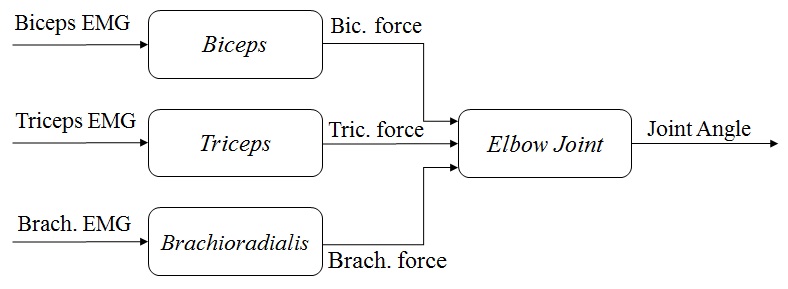 Biceps EMG
Biceps
Bic. force
Triceps EMG
Triceps
Tric. force
Elbow Joint
Joint Angle
Brach. EMG
Brachioradialis
Brach. force